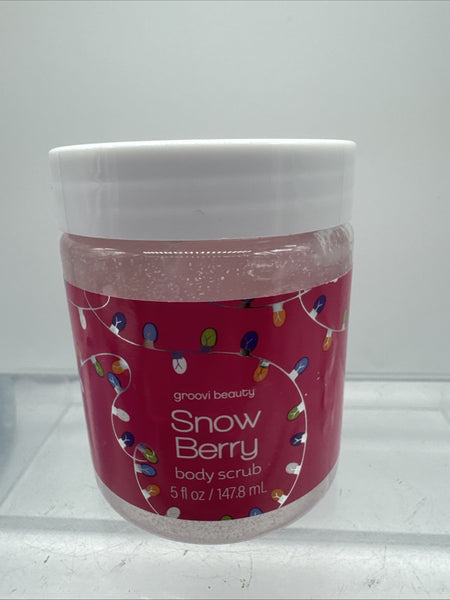 groovi beauty
Snow
Berry
body scrub
5 fl oz / 147.8 mL